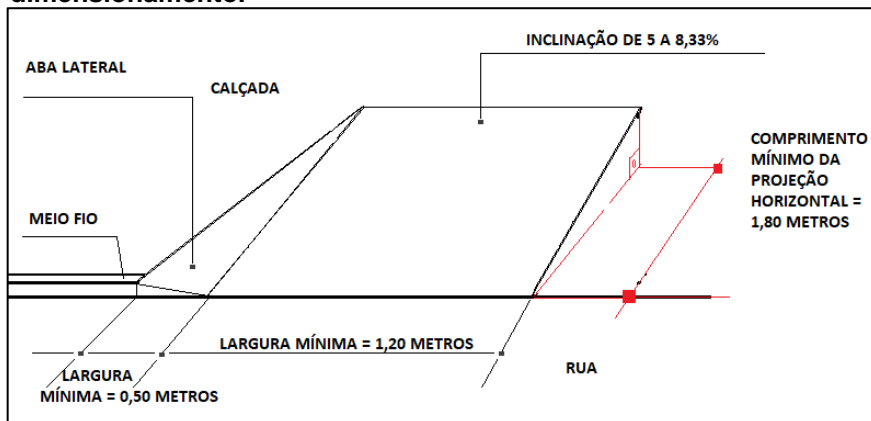 dimensionamento.
INCLINAÇÃO DE 5 A 8,33%
ABA LATERAL
CALÇADA
COMPRIMENTO
MÍNIMO DA
PROJEÇÃO
HORIZONTAL =
1,80 METROS
MEIO FIO
LARGURA MÍNIMA = 1,20 METROS
RUA
LARGURA
MÍNIMA = 0,50 METROS